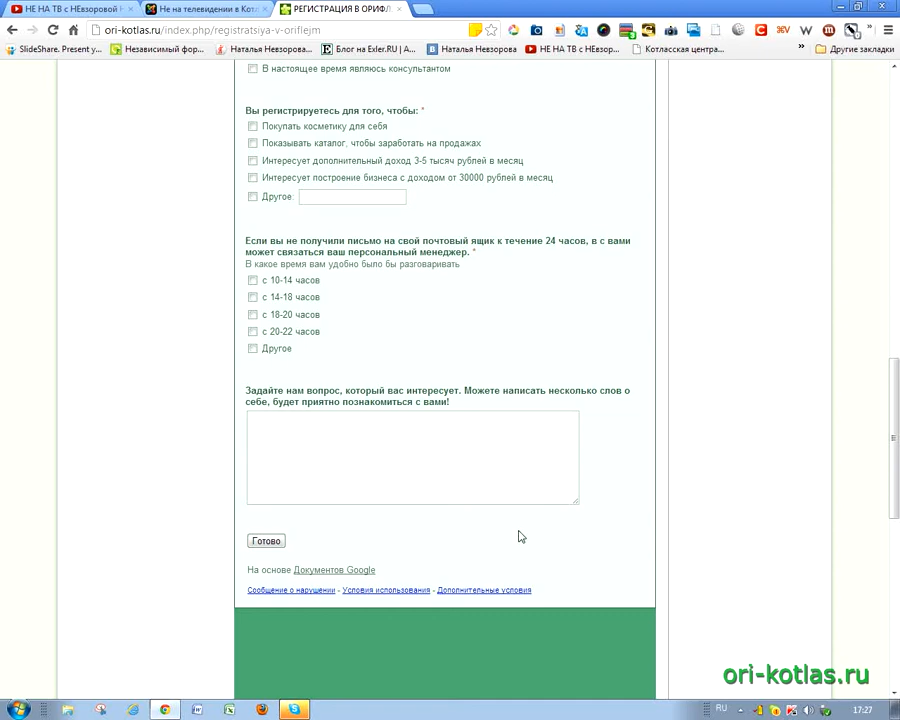 НЕ НА ТВ с НЕвзоровой Н
Не на телевидении в Котл
РЕГИСТРАЦИЯ В ОРИФЛ
ori-kotlas.ru/index.php/registratsiya-v-oriflejm
SlideShare. Present y...
Независимый фор...
Наталья Невзорова...
Блог на Exler.RU | A...
Наталья Невзорова
НЕ НА ТВ с НЕвзор...
Котласская центра...
Другие закладки
В настоящее время являюсь консультантом
Вы регистрируетесь для того, чтобы: *
Покупать косметику для себя
Показывать каталог, чтобы заработать на продажах
Интересует дополнительный доход 3-5 тысяч рублей в месяц
Интересует построение бизнеса с доходом от 30000 рублей в месяц
Другое:
Если вы не получили письмо на свой почтовый ящик к течение 24 часов, в с вами
может связаться ваш персональный менеджер. *
В какое время вам удобно было бы разговаривать
с 10-14 часов
с 14-18 часов
с 18-20 часов
с 20-22 часов
Другое
Задайте нам вопрос, который вас интересует. Можете написать несколько слов о
себе, будет приятно познакомиться с вами!
Готово
На основе Документов Google
Сообщение о нарушении - Условия использования - Дополнительные условия
ori-kotlas.ru
RU
17:27